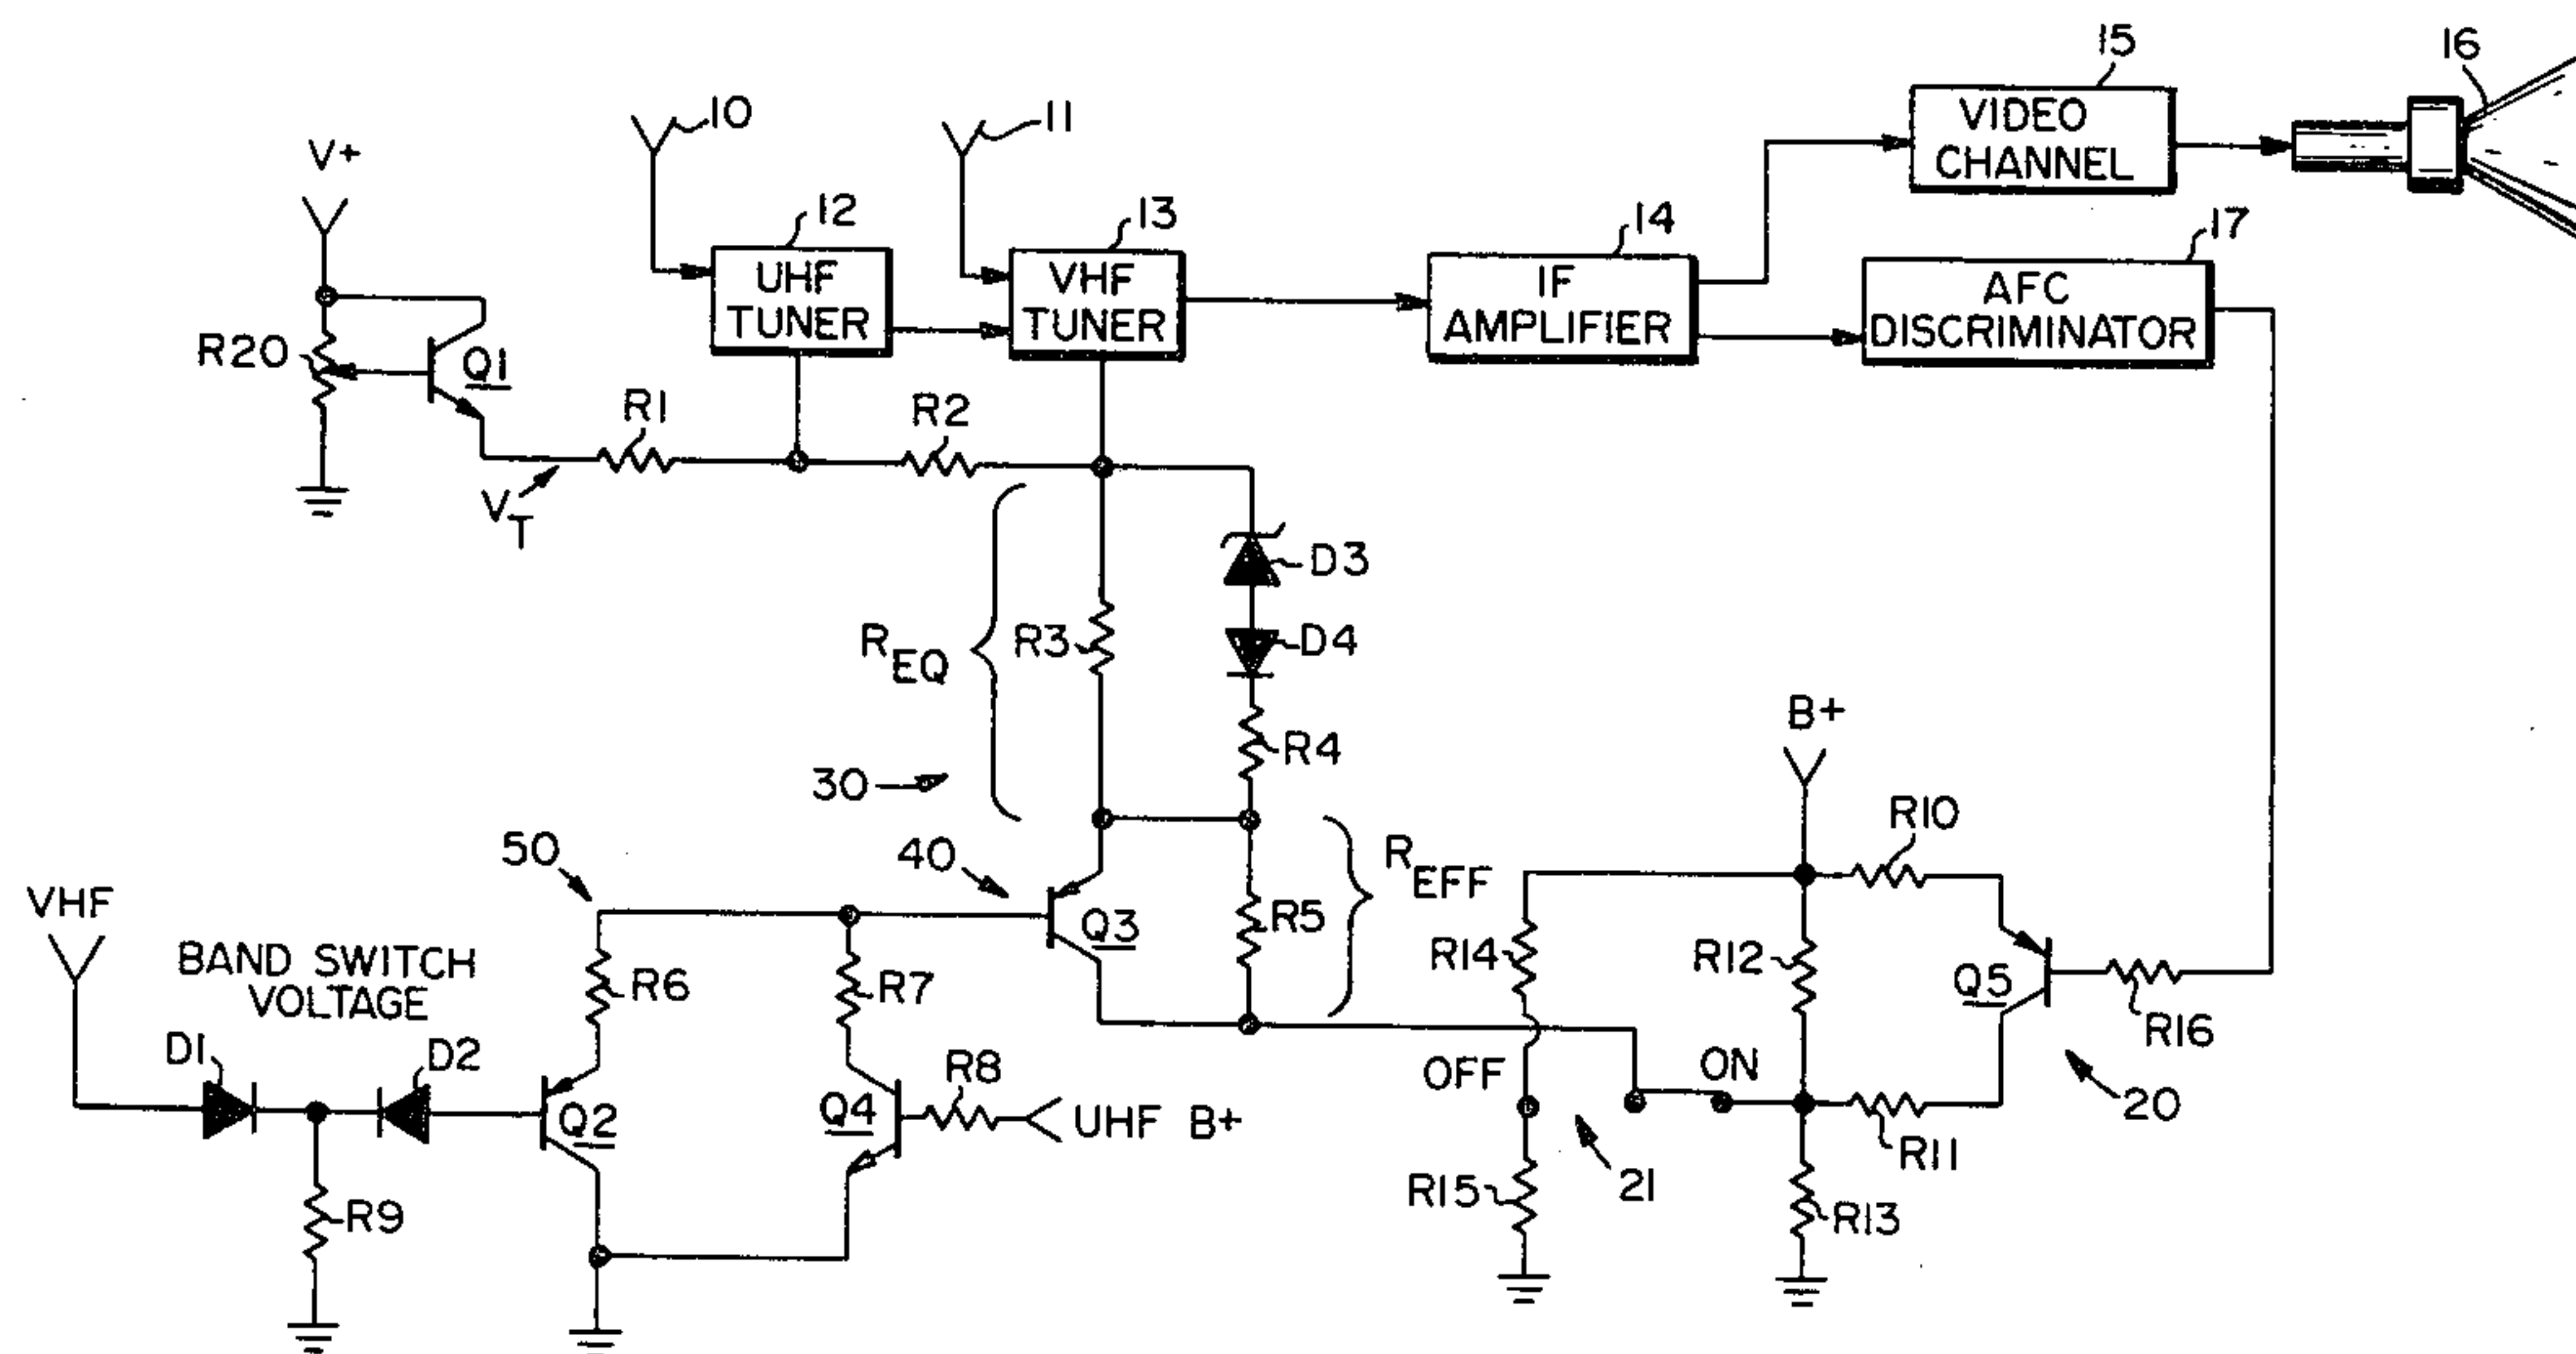 15
16
10
11
V+
VIDEO
CHANNEL
12
13
14
17
UHF
TUNER
VHF
TUNER
IF
AMPLIFIER
AFC
DISCRIMINATOR
R20
Q1
R1
R2
VT
D3
REQ
R3
D4
B+
R4
30
R10
50
40
REFF
VHF
Q3
R5
BAND SWITCH
VOLTAGE
R6
R7
R14
R12
Q5
R16
D1
D2
OFF
ON
R8
Q2
Q4
UHF B+
20
R11
R15
21
R9
R13